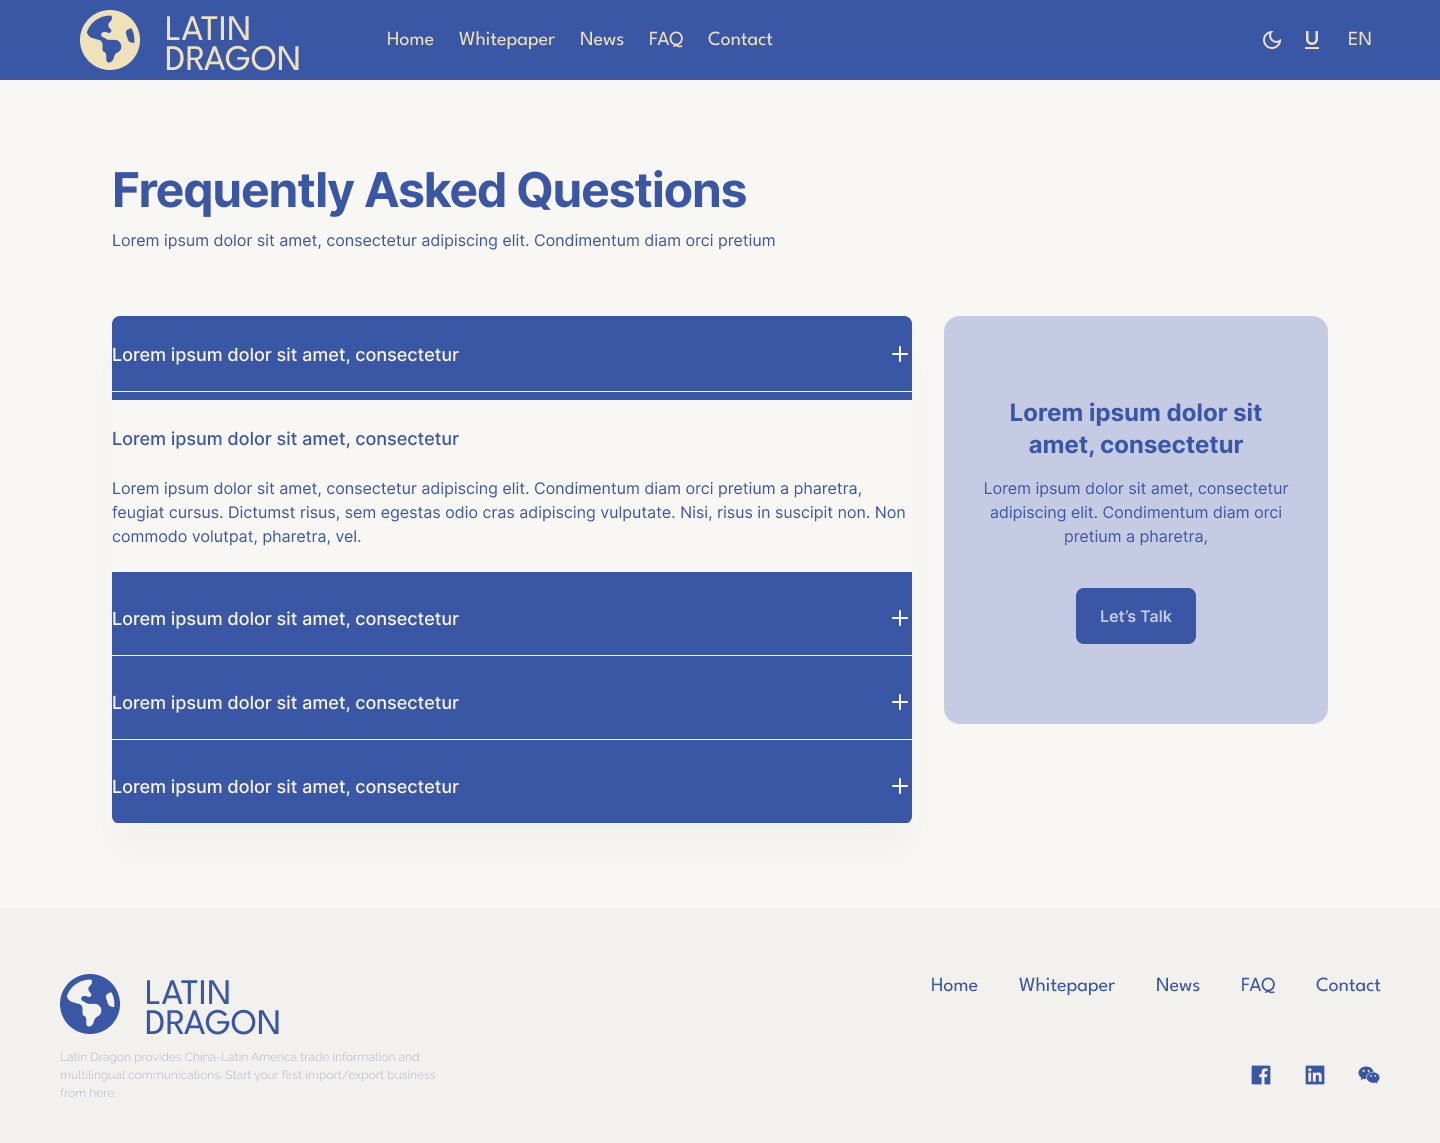 LATIN
DRAGON
Home Whitepaper News FAQ Contact
U EN
Frequently Asked Questions
Lorem ipsum dolor sit amet, consectetur adipiscing elit. Condimentum diam orci pretium
Lorem ipsum dolor sit amet, consectetur
Lorem ipsum dolor sit amet, consectetur
Lorem ipsum dolor sit amet, consectetur adipiscing elit. Condimentum diam orci pretium a pharetra,
feugiat cursus. Dictumst risus, sem egestas odio cras adipiscing vulputate. Nisi, risus in suscipit non. Non
commodo volutpat, pharetra, vel.
Lorem ipsum dolor sit amet, consectetur
Lorem ipsum dolor sit amet, consectetur
Lorem ipsum dolor sit amet, consectetur
Lorem ipsum dolor sit
amet, consectetur
Lorem ipsum dolor sit amet, consectetur
adipiscing elit. Condimentum diam orci
pretium a pharetra,
Let’s Talk
LATIN
DRAGON
Latin Dragon provides China-Latin America trade information and
multilingual communications. Start your first import/export business
from here.
Home Whitepaper News FAQ Contact